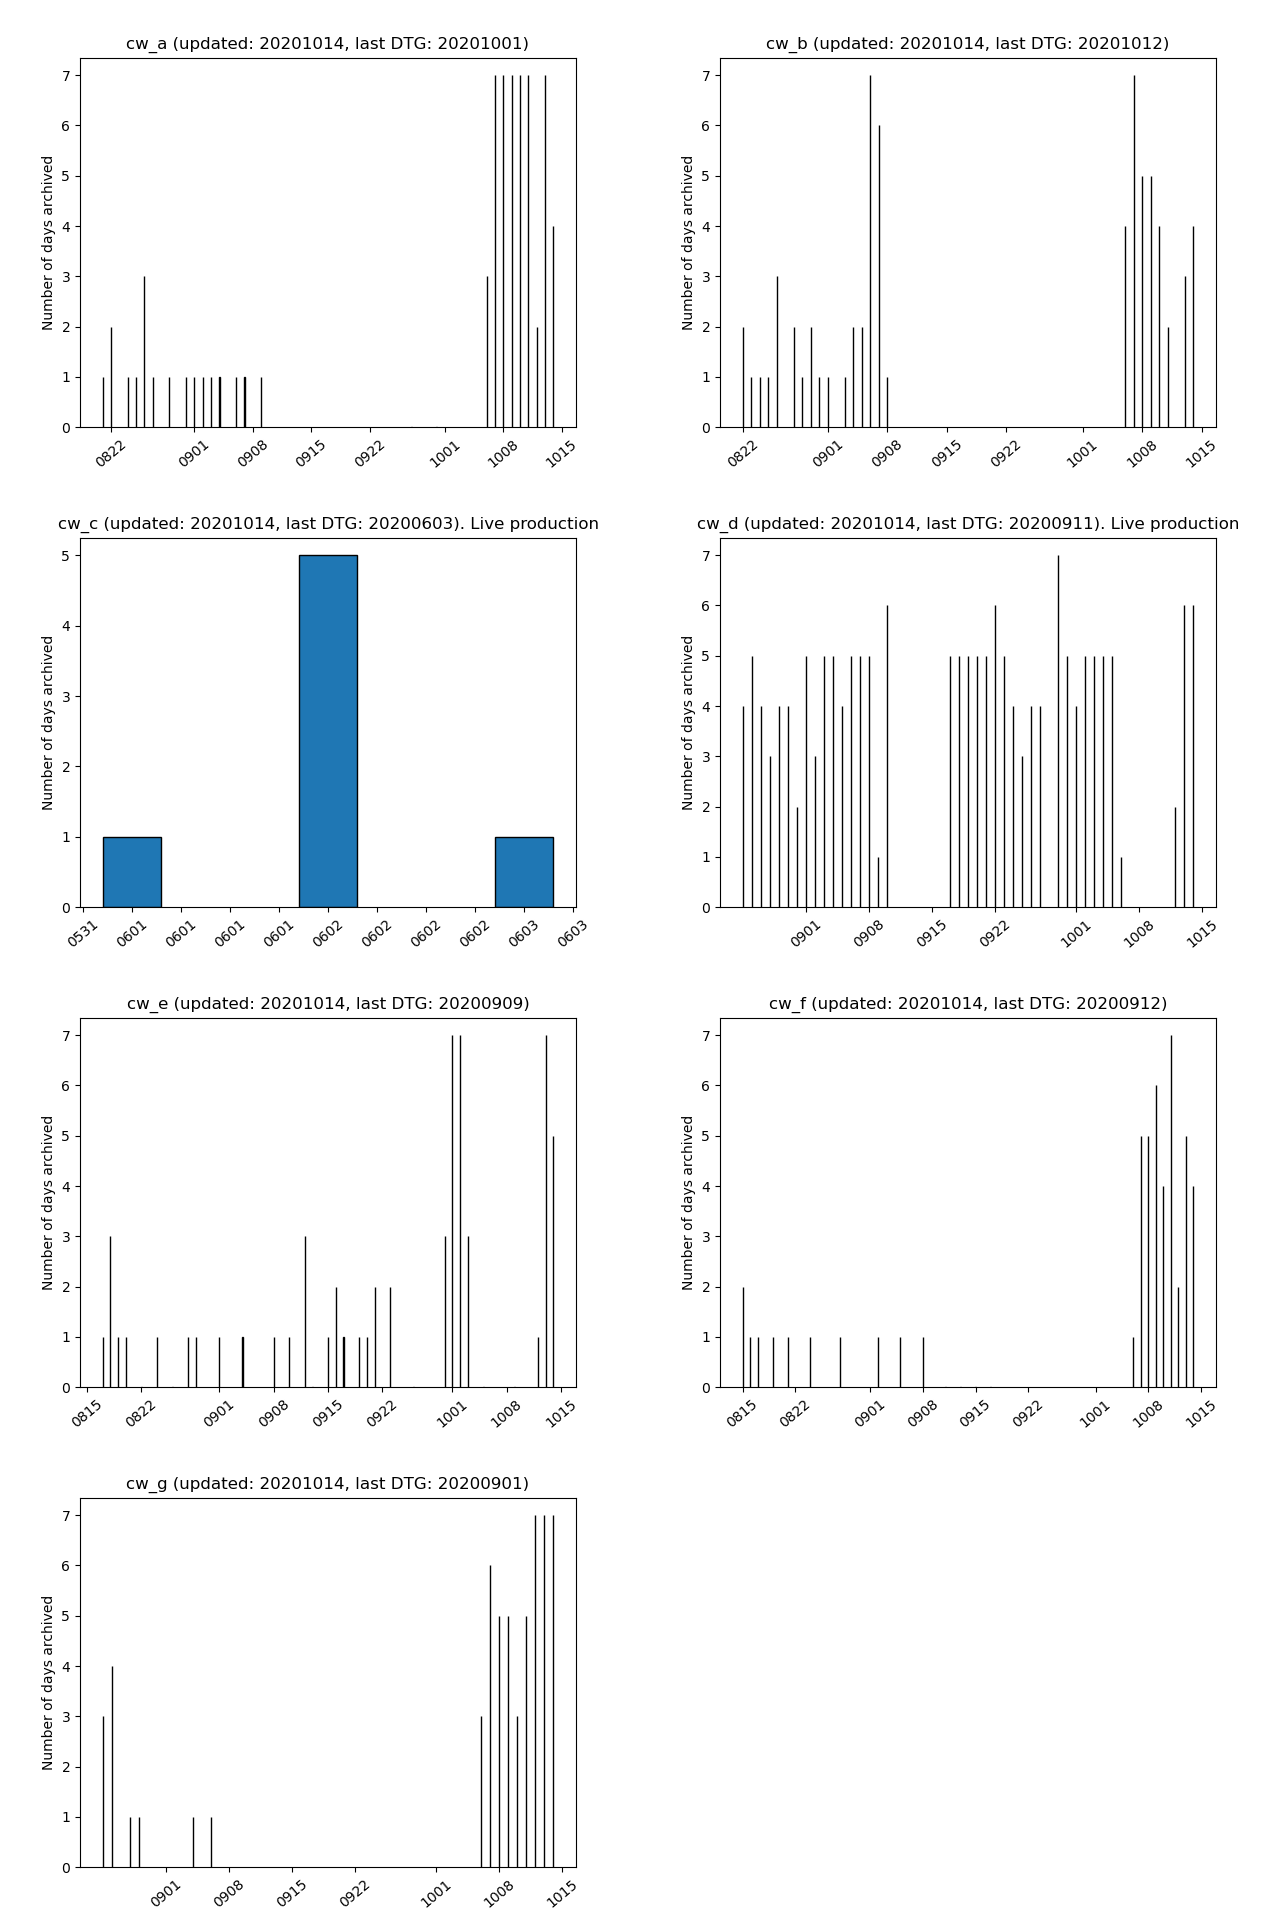 cw_a (updated: 20201014, last DTG: 20201001)
Number of days archived
7
6
5
4
3
2
1
0
0822 0901 0908 0915 0922 1001 1008 1015
cw_b (updated: 20201014, last DTG: 20201012)
Number of days archived
7
6
5
4
3
2
1
0
0822 0901 0908 0915 0922 1001 1008 1015
cw_c (updated: 20201014, last DTG: 20200603). Live production
Number of days archived
5
4
3
2
1
0
0531 0601 0601 0601 0601 0602 0602 0602 0602 0603 0603
cw_d (updated: 20201014, last DTG: 20200911). Live production
Number of days archived
7
6
5
4
3
2
1
0
0901 0908 0915 0922 1001 1008 1015
cw_e (updated: 20201014, last DTG: 20200909)
Number of days archived
7
6
5
4
3
2
1
0
0815 0822 0901 0908 0915 0922 1001 1008 1015
cw_f (updated: 20201014, last DTG: 20200912)
Number of days archived
7
6
5
4
3
2
1
0
0815 0822 0901 0908 0915 0922 1001 1008 1015
cw_g (updated: 20201014, last DTG: 20200901)
Number of days archived
7
6
5
4
3
2
1
0
0901 0908 0915 0922 1001 1008 1015